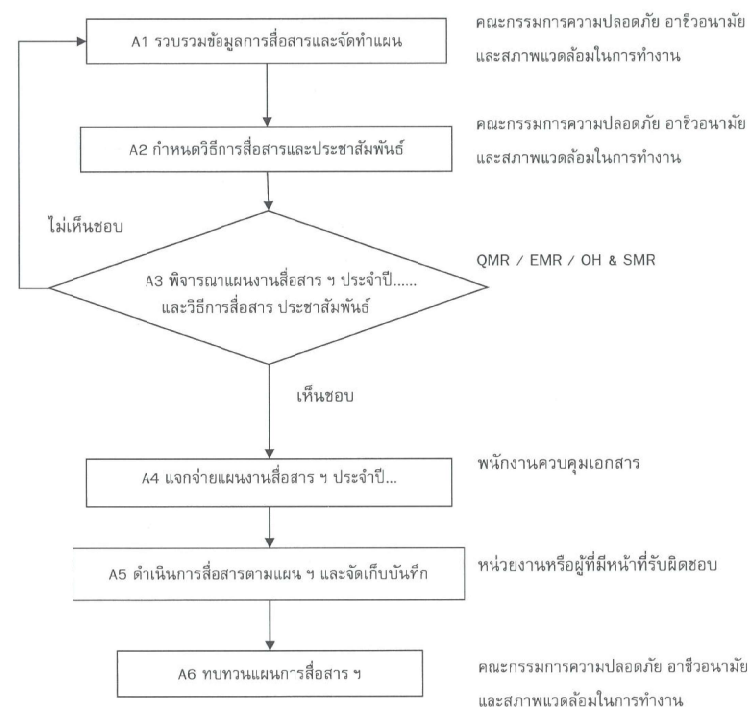 A1 รวบรวมข้อมูลการสื่อสารและจัดทำแผน
คณะกรรมการความปลอดภัย อาชีวอนามัย
และสภาพแวดล้อมในการทำงาน
A2 กำหนดวิธีการสื่อสารและประชาสัมพันธ์
คณะกรรมการความปลอดภัย อาชีวอนามัย
และสภาพแวดล้อมในการทำงาน
ไม่เห็นชอบ
A3 พิจารณาแผนงานสื่อสาร ฯ ประจำปี......
และวิธีการสื่อสาร ประชาสัมพันธ์
QMR / EMR / OH & SMR
เห็นชอบ
A4 แจกจ่ายแผนงานสื่อสาร ฯ ประจำปี...
พนักงานควบคุมเอกสาร
A5 ดำเนินการสื่อสารตามแผน ฯ และจัดเก็บบันทึก
หน่วยงานหรือผู้ที่มีหน้าที่รับผิดชอบ
A6 ทบทวนแผนการสื่อสาร ฯ
คณะกรรมการความปลอดภัย อาชีวอนามัย
และสภาพแวดล้อมในการทำงาน